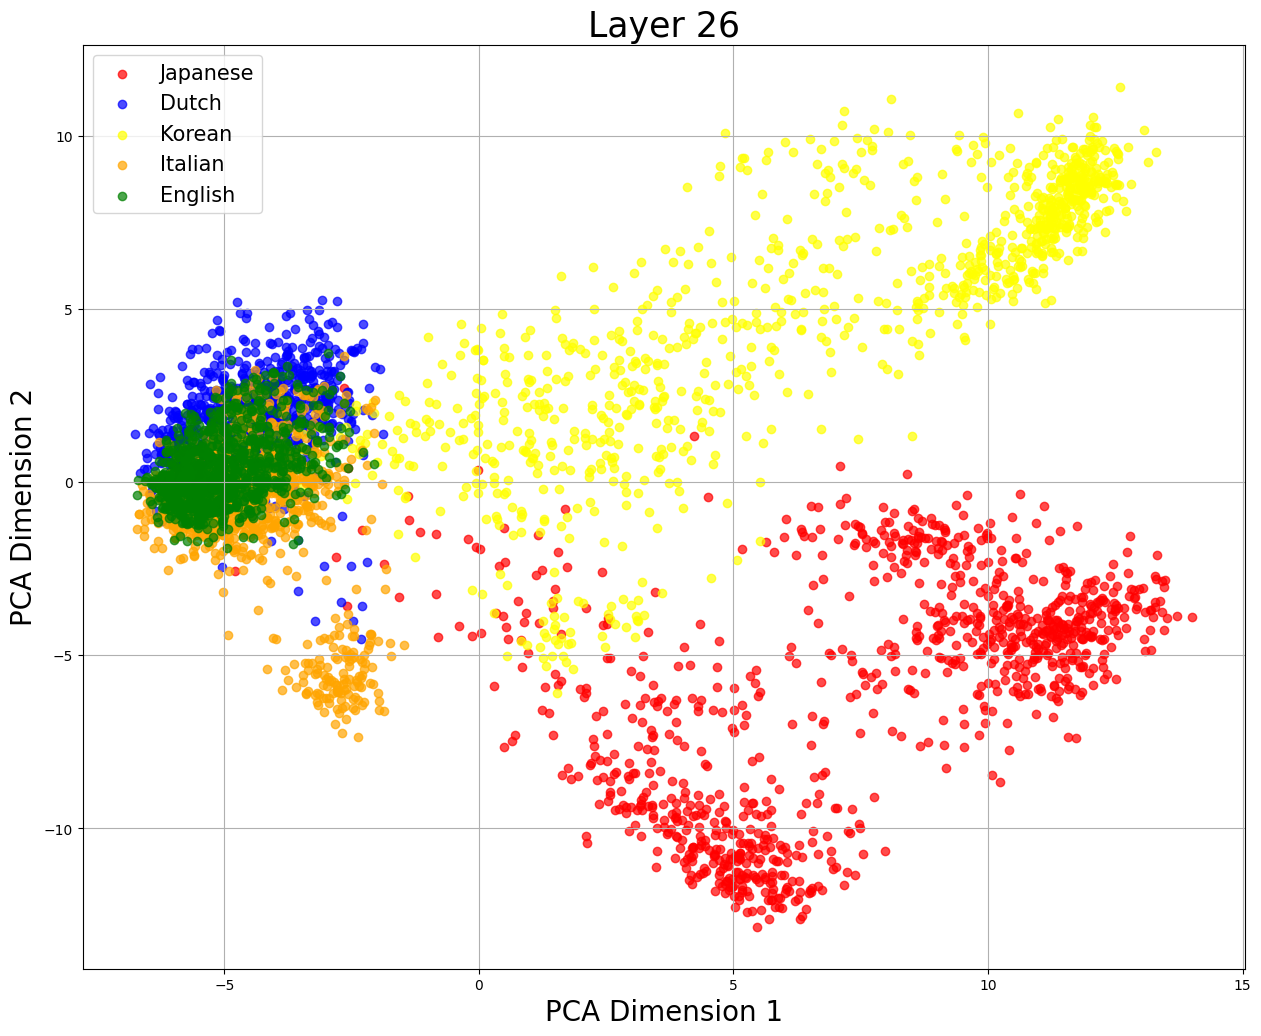 Layer 26
Japanese
Dutch
Korean
Italian
English
10
5
0
−5
−10
PCA Dimension 2
−5
0
5
10
15
PCA Dimension 1